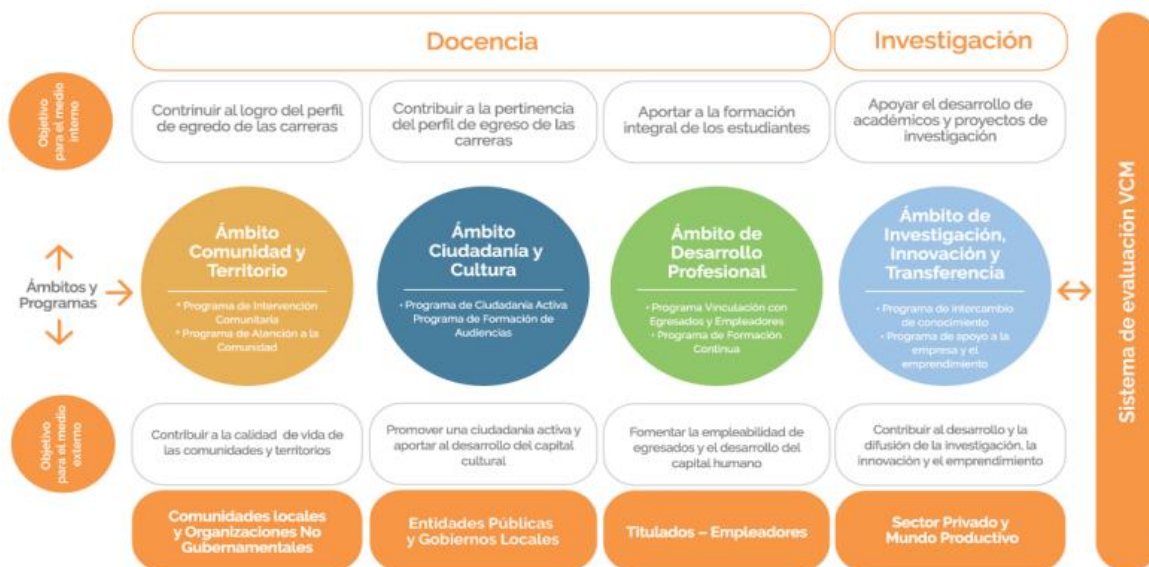 Docencia
Investigación
Objetivo
para el medio
interno
Contrinuir al logro del perfil
de egredo de las carreras
Contribuir a la pertinencia
del perfil de egreso de las
carreras
Aportar a la formación
integral de los estudiantes
Apoyar el desarrollo de
académicos y proyectos de
investigación
Ámbitos y
Programas
Ámbito
Comunidad y
Territorio
* Programa de Intervención
Comunitaria
* Programa de Atención a la
Comunidad
Ámbito
Ciudadanía y
Cultura
• Programa de Ciudadanía Activa
Programa de Formación de
Audiencias
Ámbito de
Desarrollo
Profesional
• Programa Vinculación con
Egresados y Empleadores
• Programa de Formación
Continua
Ámbito de
Investigación,
Innovación y
Transferencia
• Programa de intercambio
de conocimiento
• Programa de apoyo a la
empresa y el
emprendimiento
Objetivo
para el medio
externo
Contribuir a la calidad de vida de
las comunidades y territorios
Promover una ciudadanía activa y
aportar al desarrollo del capital
cultural
Fomentar la empleabilidad de
egresados y el desarrollo del
capital humano
Contribuir al desarrollo y la
difusión de la investigación, la
innovación y el emprendimiento
Comunidades locales
y Organizaciones No
Gubernamentales
Entidades Públicas
y Gobiernos Locales
Titulados – Empleadores
Sector Privado y
Mundo Productivo
Sistema de evaluación VCM